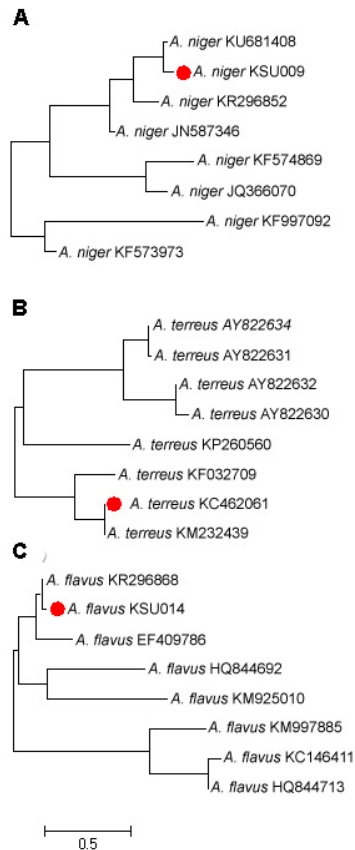 A
A. niger KU681408
A. niger KSU009
A. niger KR296852
A. niger JN587346
A. niger KF574869
A. niger JQ366070
A. niger KF997092
A. niger KF573973
B
A. terreus AY822634
A. terreus AY822631
A. terreus AY822632
A. terreus AY822630
A. terreus KP260560
A. terreus KF032709
A. terreus KC462061
A. terreus KM232439
C
A. flavus KR296868
A. flavus KSU014
A. flavus EF409786
A. flavus HQ844692
A. flavus KM925010
A. flavus KM997885
A. flavus KC146411
A. flavus HQ844713
0.5